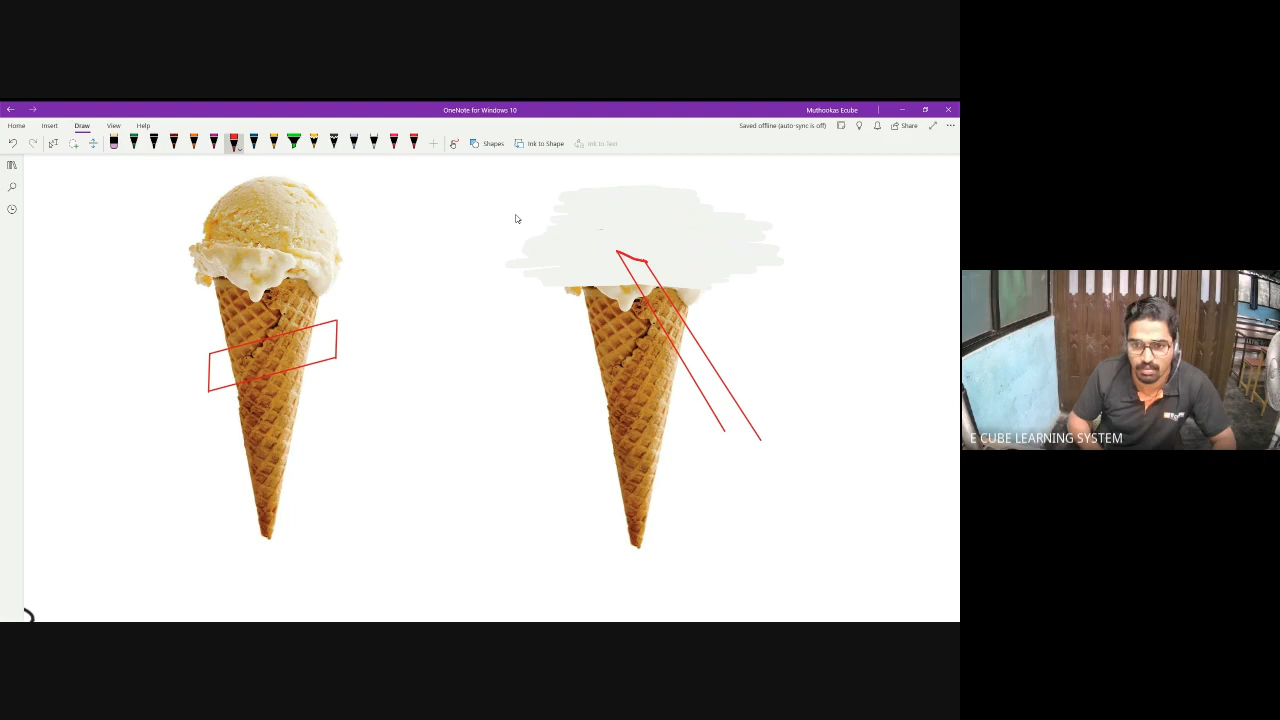 OneNote for Windows 10
Muthookas Ecube
Home Insert Draw View Help
Saved offline (auto-sync is off)
Share
Shapes
Ink to Shape
Ink to Text
E CUBE LEARNING SYSTEM